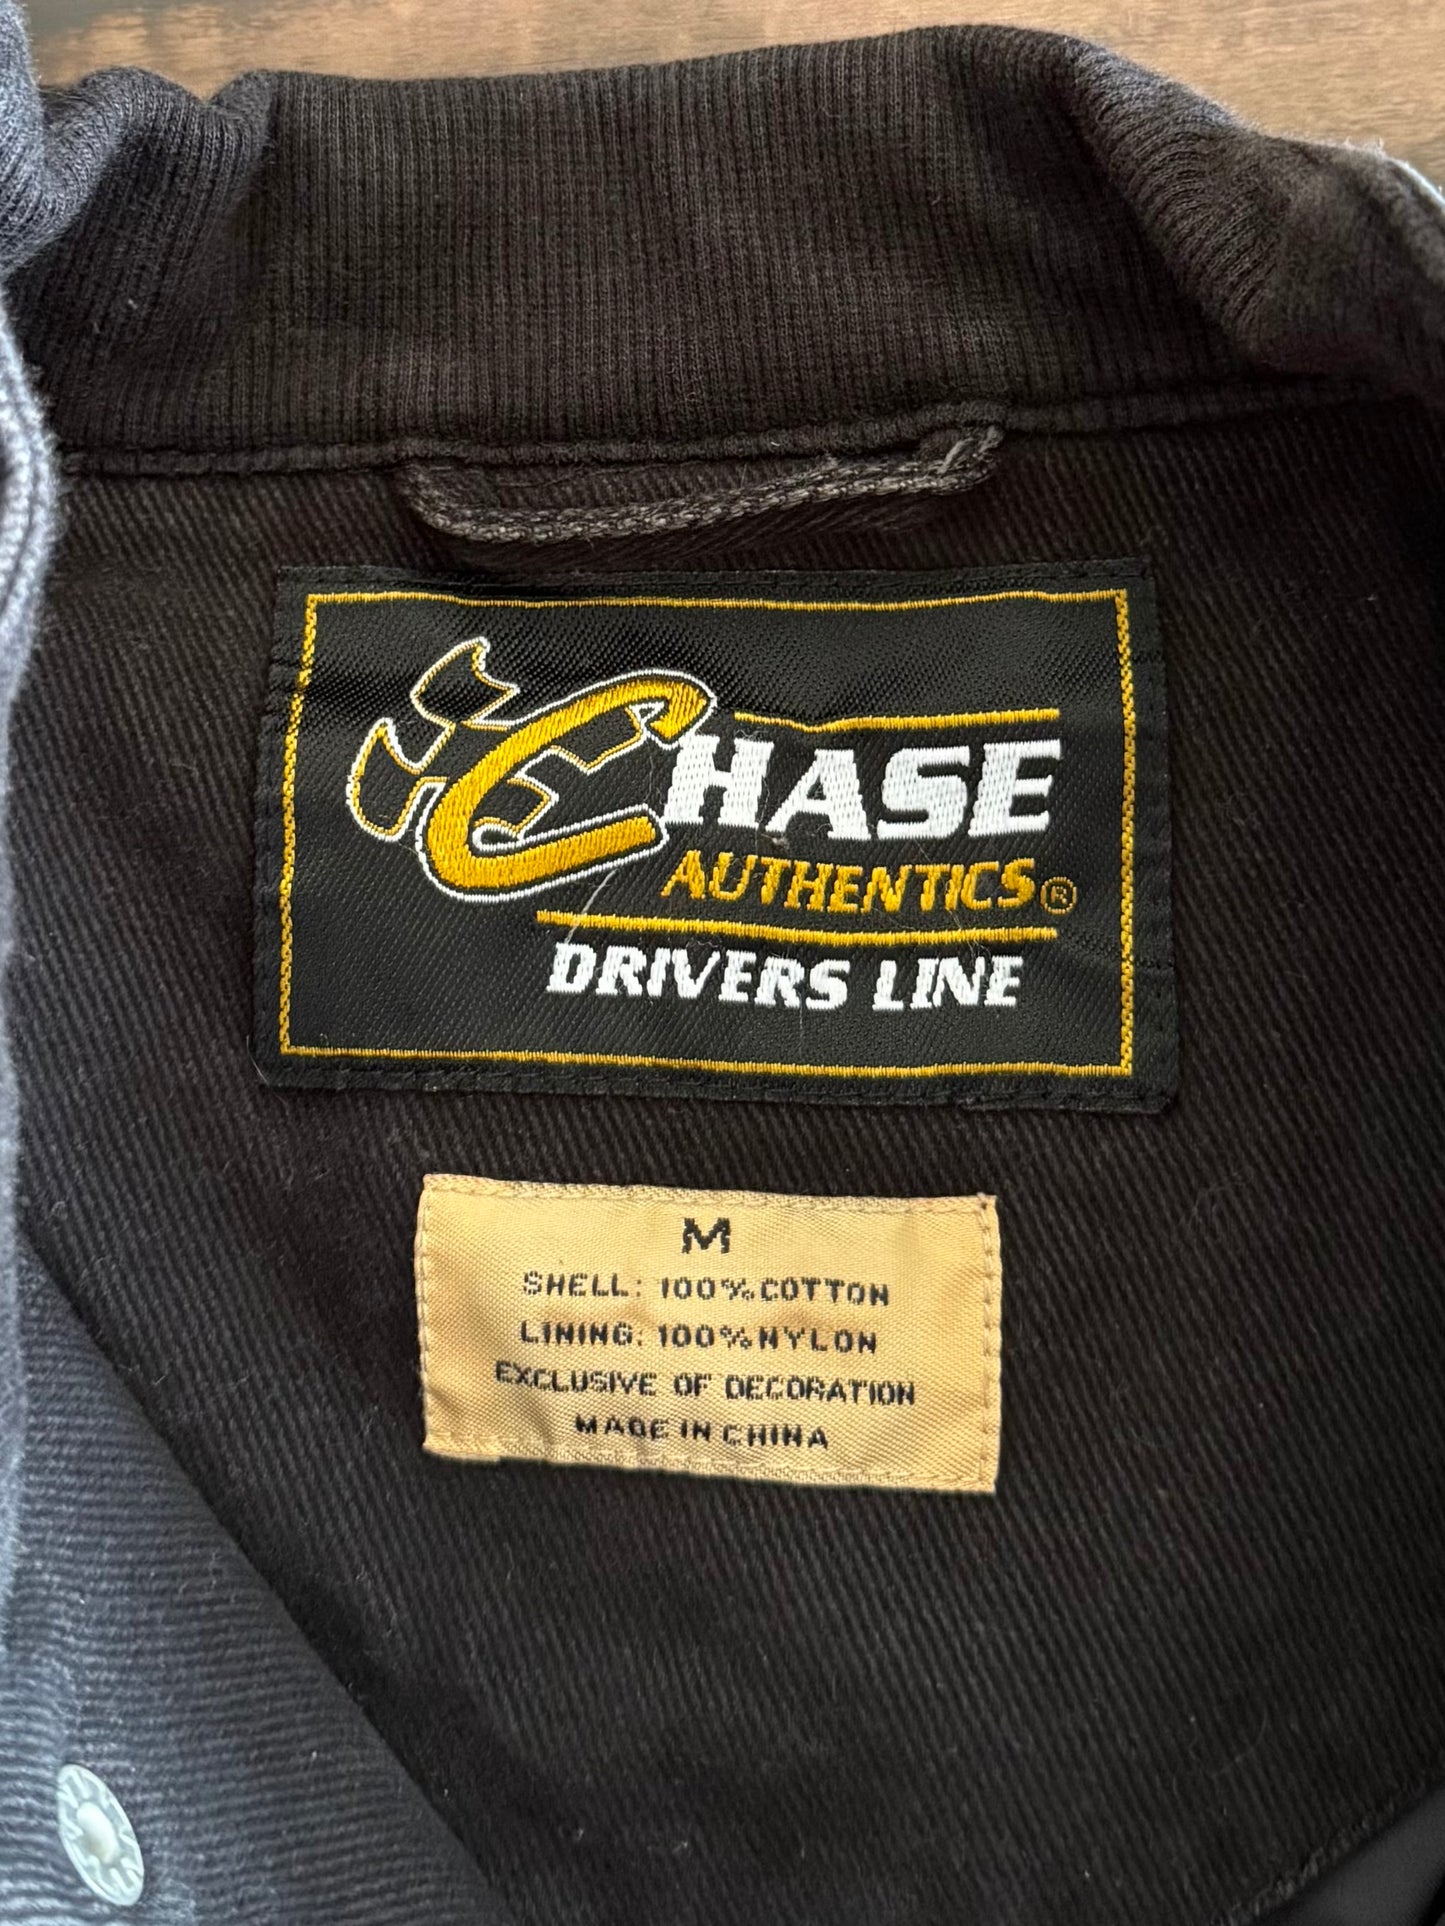 CHASE
AUTHENTICS®
DRIVERS LINE
M
SHELL: 100% COTTON
LINING: 100% NYLON
EXCLUSIVE OF DECORATION
MADE IN CHINA